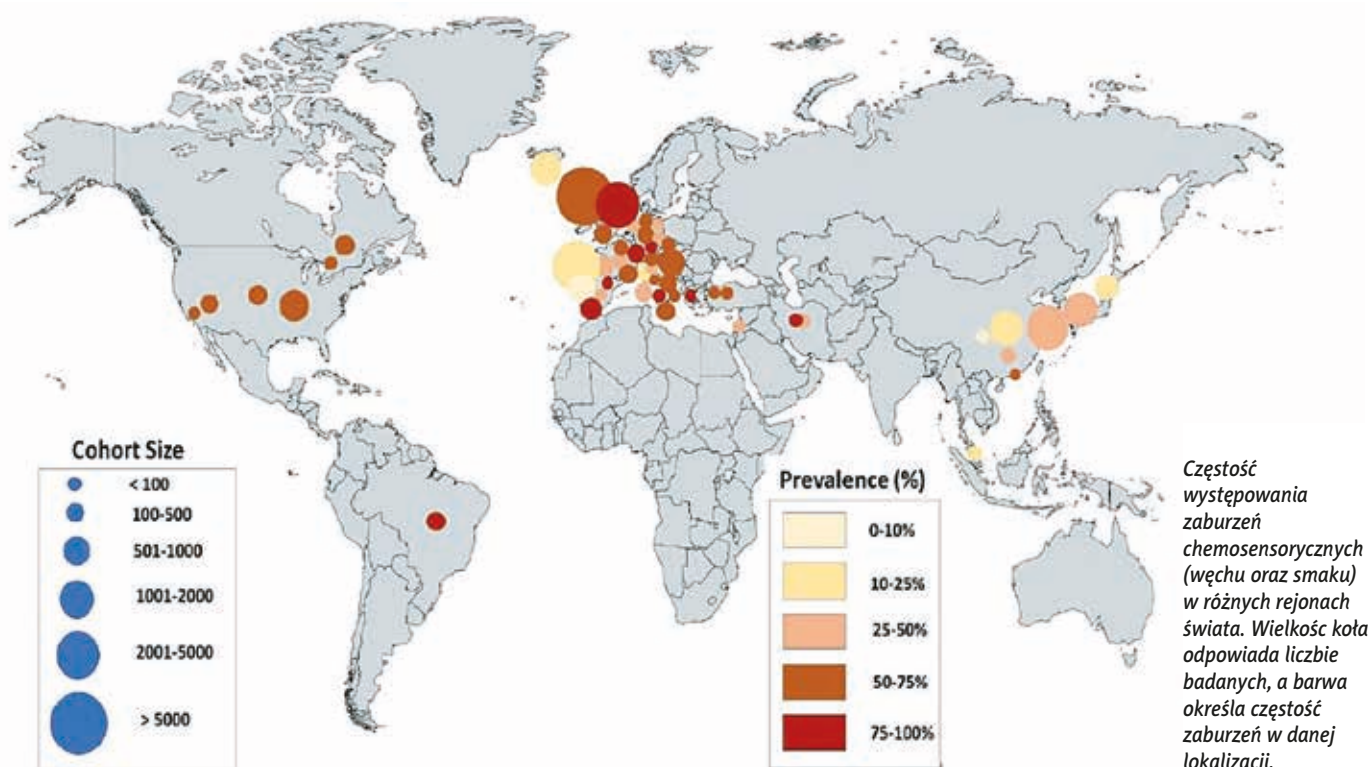 Cohort Size
< 100
100-500
501-1000
1001-2000
2001-5000
> 5000
Prevalence (%)
0-10%
10-25%
25-50%
50-75%
75-100%
Częstość
występowania
zaburzeń
chemosensorycznych
(węchu oraz smaku)
w różnych rejonach
świata. Wielkośc koła
odpowiada liczbie
badanych, a barwa
określa częstość
zaburzeń w danej
lokalizacji.